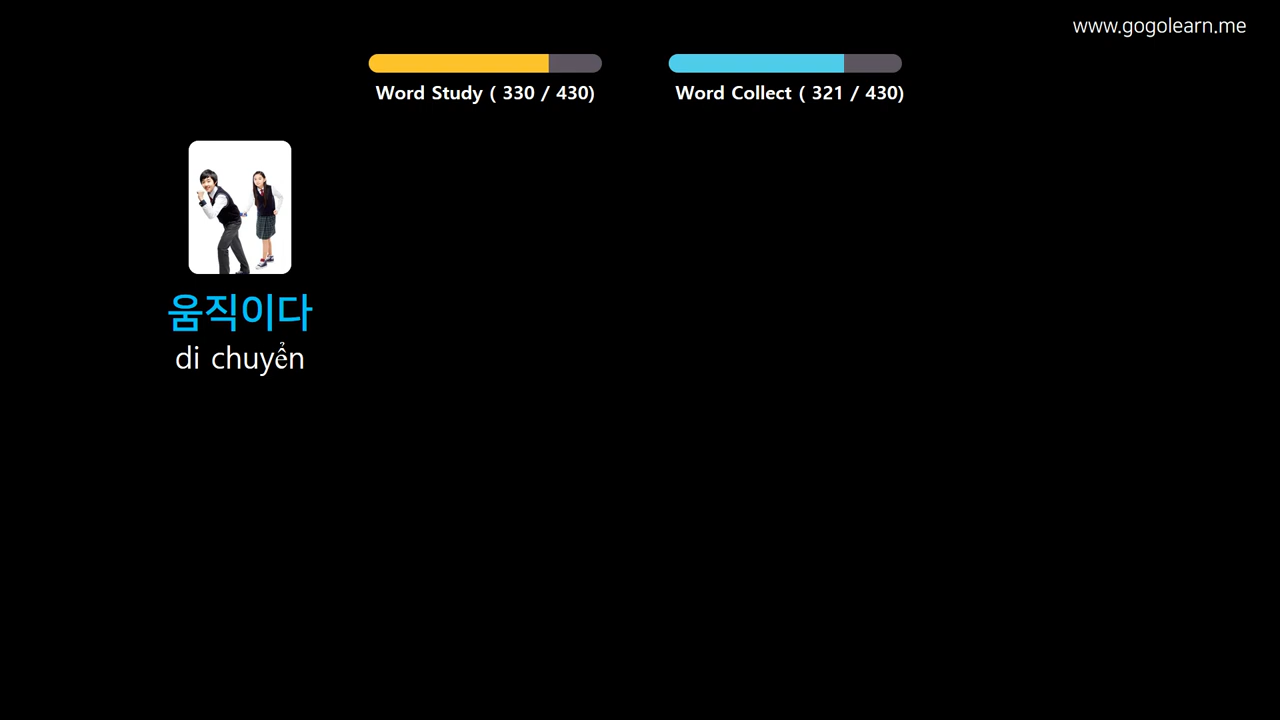 www.gogolearn.me
Word Study ( 330 / 430)
Word Collect ( 321 / 430)
움직이다
di chuyển